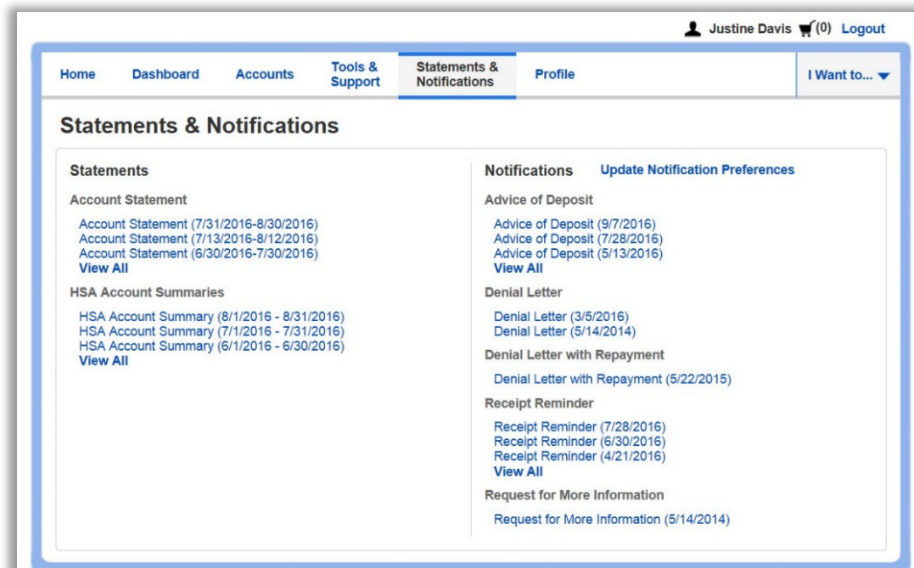 Justine Davis (0) Logout
Home Dashboard Accounts Tools & Support Statements & Notifications Profile I Want to...
Statements & Notifications
Statements
Account Statement
Account Statement (7/31/2016-8/30/2016)
Account Statement (7/13/2016-8/12/2016)
Account Statement (6/30/2016-7/30/2016)
View All
HSA Account Summaries
HSA Account Summary (8/1/2016 - 8/31/2016)
HSA Account Summary (7/1/2016 - 7/31/2016)
HSA Account Summary (6/1/2016 - 6/30/2016)
View All
Notifications Update Notification Preferences
Advice of Deposit
Advice of Deposit (9/7/2016)
Advice of Deposit (7/28/2016)
Advice of Deposit (5/13/2016)
View All
Denial Letter
Denial Letter (3/5/2016)
Denial Letter (5/14/2014)
Denial Letter with Repayment
Denial Letter with Repayment (5/22/2015)
Receipt Reminder
Receipt Reminder (7/28/2016)
Receipt Reminder (6/30/2016)
Receipt Reminder (4/21/2016)
View All
Request for More Information
Request for More Information (5/14/2014)